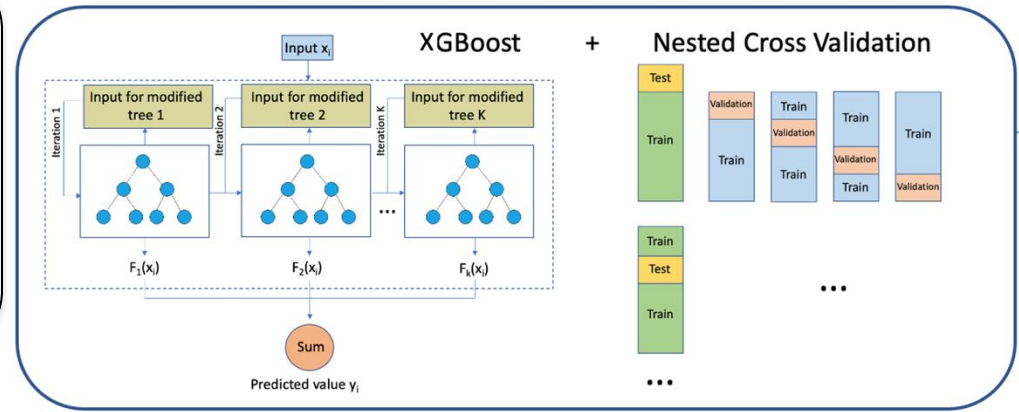 XGBoost + Nested Cross Validation
Input xᵢ
Input for modified
tree 1
Input for modified
tree 2
Input for modified
tree K
Iteration 1
Iteration 2
Iteration K
...
F₁(xᵢ)
F₂(xᵢ)
Fₖ(xᵢ)
Sum
Predicted value yᵢ
Test
Train
Validation
Train
Train
Validation
Train
Train
Validation
Train
Train
Validation
Train
Test
Train
...
...